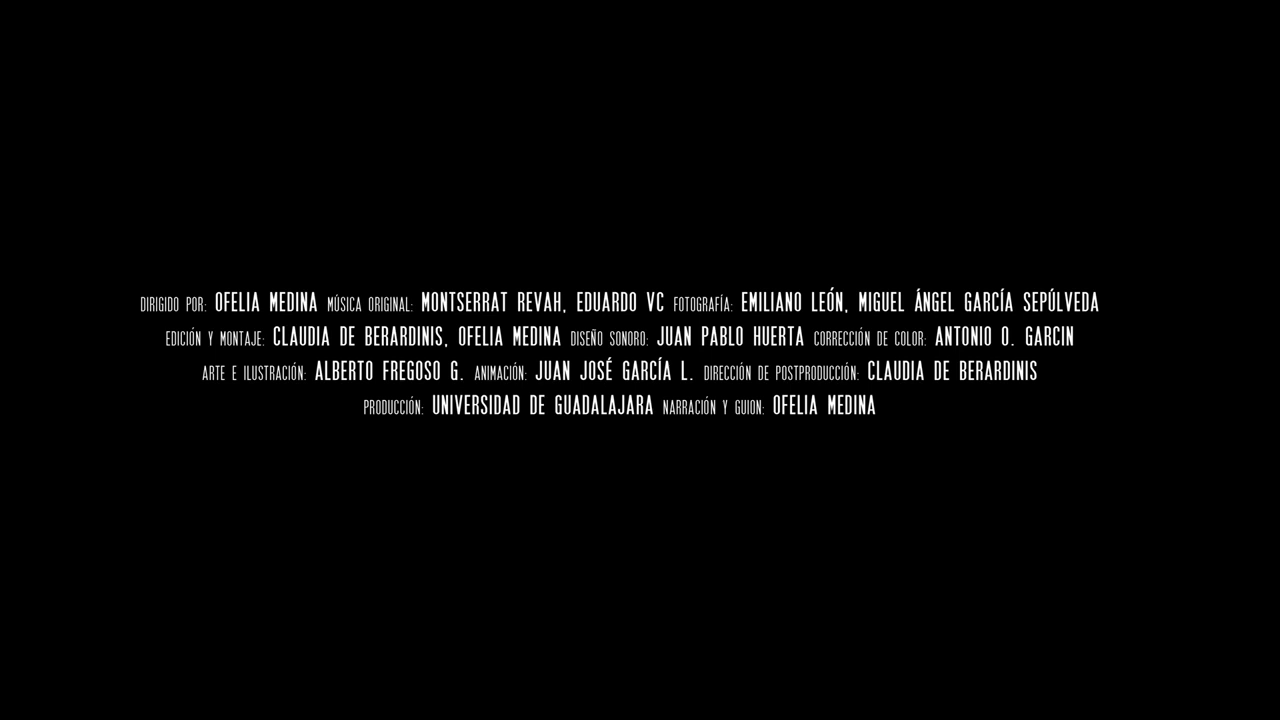 DIRIGIDO POR: OFELIA MEDINA MÚSICA ORIGINAL: MONTSERRAT REVAH, EDUARDO VC FOTOGRAFÍA: EMILIANO LEÓN, MIGUEL ÁNGEL GARCÍA SEPÚLVEDA
EDICIÓN Y MONTAJE: CLAUDIA DE BERARDINIS, OFELIA MEDINA DISEÑO SONORO: JUAN PABLO HUERTA CORRECCIÓN DE COLOR: ANTONIO O. GARCIN
ARTE E ILUSTRACIÓN: ALBERTO FREGOSO G. ANIMACIÓN: JUAN JOSÉ GARCÍA L. DIRECCIÓN DE POSTPRODUCCIÓN: CLAUDIA DE BERARDINIS
PRODUCCIÓN: UNIVERSIDAD DE GUADALAJARA NARRACIÓN Y GUION: OFELIA MEDINA